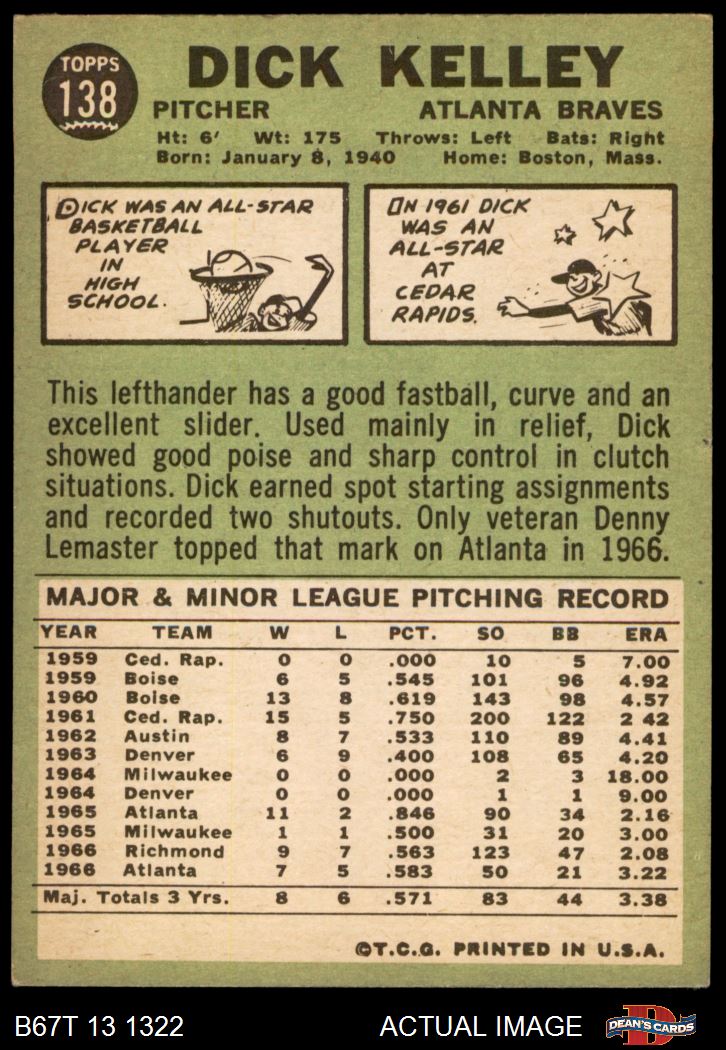 TOPPS
138
DICK KELLEY
PITCHER ATLANTA BRAVES
Ht: 6' Wt: 175 Throws: Left Bats: Right
Born: January 8, 1940 Home: Boston, Mass.
DICK WAS AN ALL-STAR
BASKETBALL
PLAYER
IN
HIGH
SCHOOL.
IN 1961 DICK
WAS AN
ALL-STAR
AT
CEDAR
RAPIDS.
This lefthander has a good fastball, curve and an
excellent slider. Used mainly in relief, Dick
showed good poise and sharp control in clutch
situations. Dick earned spot starting assignments
and recorded two shutouts. Only veteran Denny
Lemaster topped that mark on Atlanta in 1966.
MAJOR & MINOR LEAGUE PITCHING RECORD
YEAR TEAM W L PCT. SO BB ERA
1959 Ced. Rap. 0 0 .000 10 5 7.00
1959 Boise 6 5 .545 101 96 4.92
1960 Boise 13 8 .619 143 98 4.57
1961 Ced. Rap. 15 5 .750 200 122 2 42
1962 Austin 8 7 .533 110 89 4.41
1963 Denver 6 9 .400 108 65 4.20
1964 Milwaukee 0 0 .000 2 3 18.00
1964 Denver 0 0 .000 1 1 9.00
1965 Atlanta 11 2 .846 90 34 2.16
1965 Milwaukee 1 1 .500 31 20 3.00
1966 Richmond 9 7 .563 123 47 2.08
1966 Atlanta 7 5 .583 50 21 3.22
Maj. Totals 3 Yrs. 8 6 .571 83 44 3.38
©T.C.G. PRINTED IN U.S.A.
B67T 13 1322 ACTUAL IMAGE DEAN'S CARDS